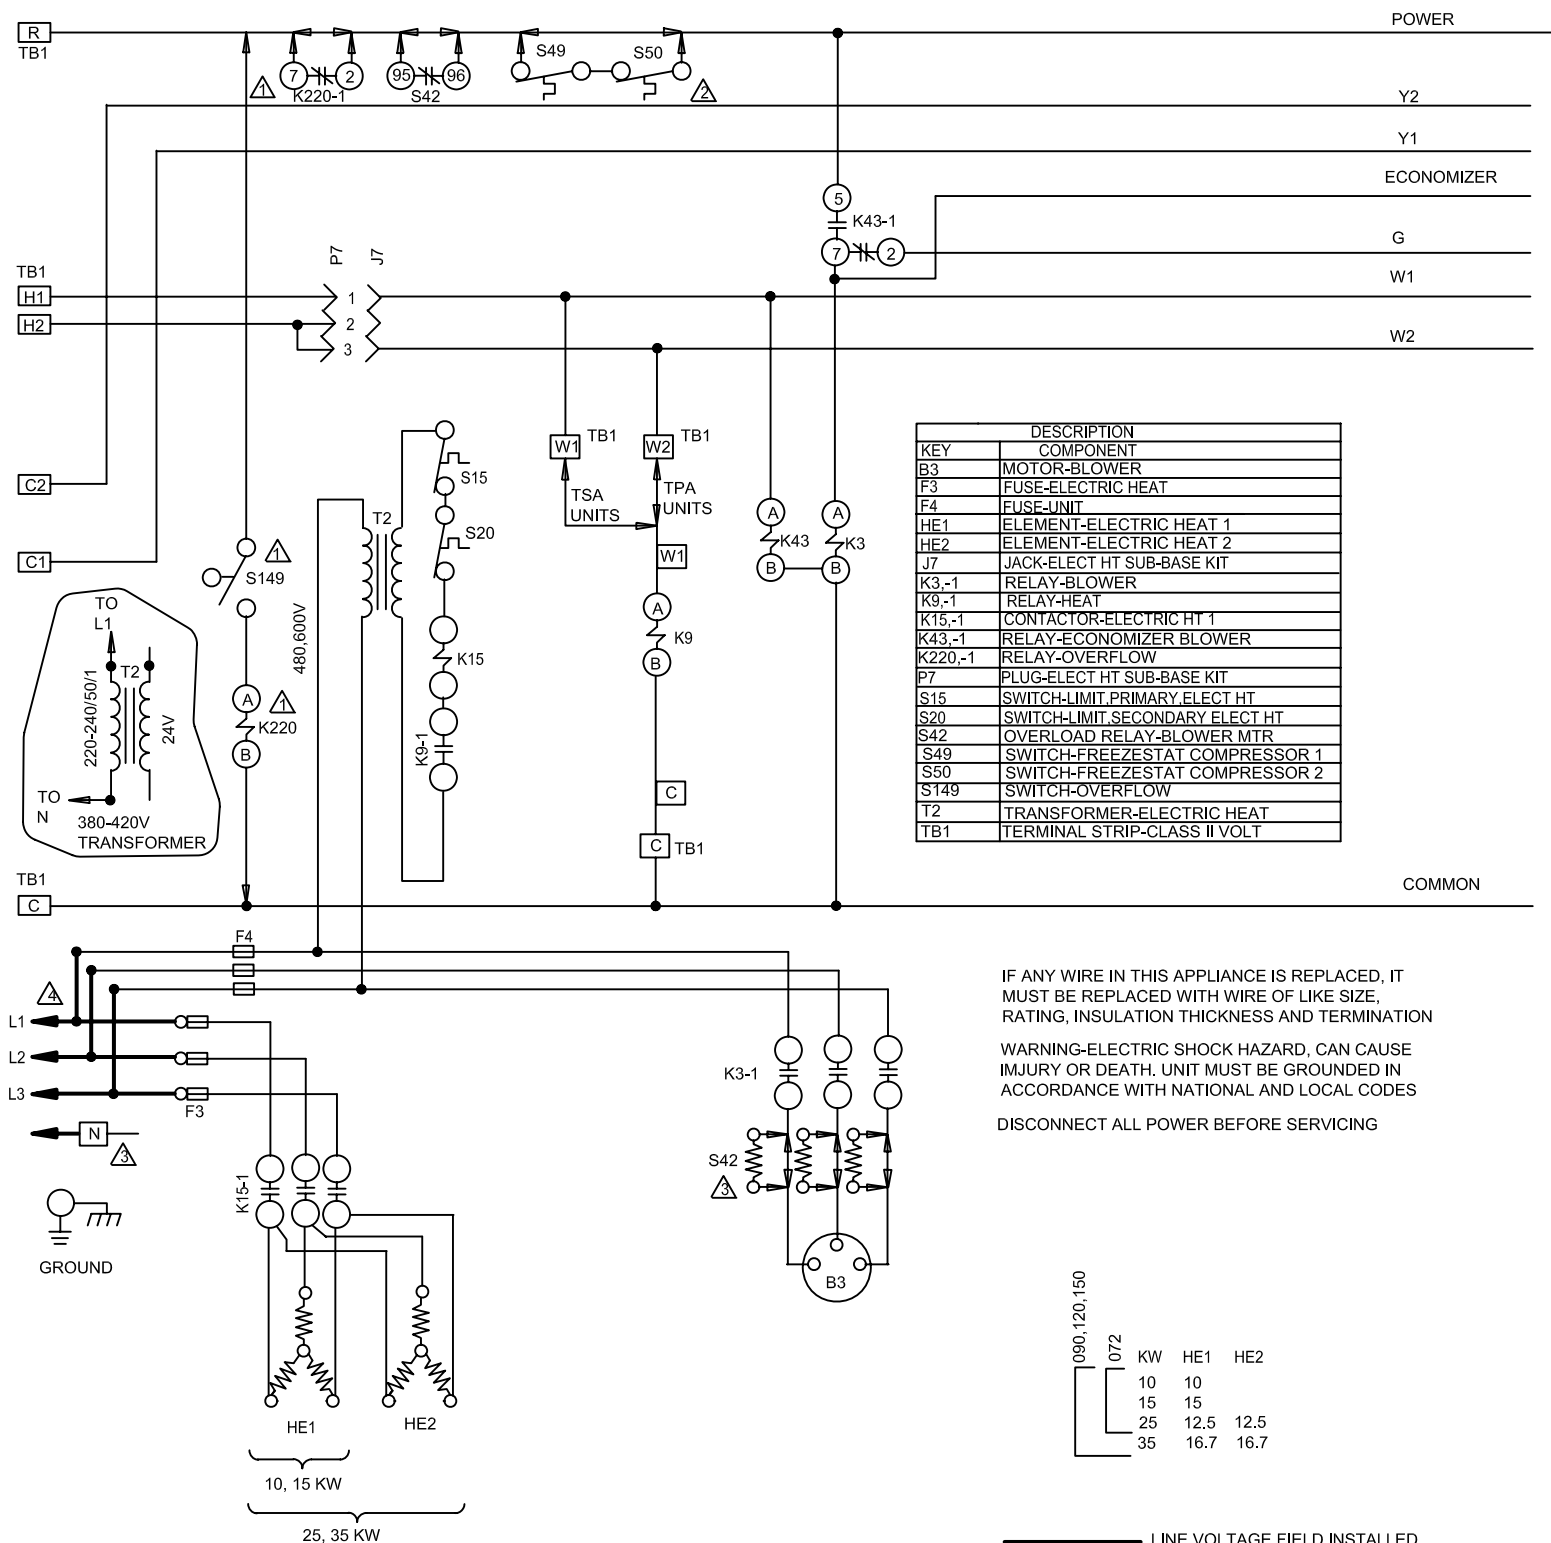 R
TB1
7
2
K220-1
1
95
96
S42
S49
S50
2
POWER
Y2
Y1
ECONOMIZER
5
K43-1
7
2
G
TB1
P7
J7
H1
1
W1
H2
2
3
W2
C2
C1
W1 TB1
W2 TB1
TSA
UNITS
TPA
UNITS
W1
A
K9
B
C
C TB1
A
K43
B
A
K3
B
S15
S20
T2
K15
K9-1
480,600V
1
S149
A
1
K220
B
TO
L1
T2
220-240/50/1
24V
TO
N
380-420V
TRANSFORMER
DESCRIPTION
KEY COMPONENT
B3 MOTOR-BLOWER
F3 FUSE-ELECTRIC HEAT
F4 FUSE-UNIT
HE1 ELEMENT-ELECTRIC HEAT 1
HE2 ELEMENT-ELECTRIC HEAT 2
J7 JACK-ELECT HT SUB-BASE KIT
K3,-1 RELAY-BLOWER
K9,-1 RELAY-HEAT
K15,-1 CONTACTOR-ELECTRIC HT 1
K43,-1 RELAY-ECONOMIZER BLOWER
K220,-1 RELAY-OVERFLOW
P7 PLUG-ELECT HT SUB-BASE KIT
S15 SWITCH-LIMIT,PRIMARY,ELECT HT
S20 SWITCH-LIMIT,SECONDARY ELECT HT
S42 OVERLOAD RELAY-BLOWER MTR
S49 SWITCH-FREEZESTAT COMPRESSOR 1
S50 SWITCH-FREEZESTAT COMPRESSOR 2
S149 SWITCH-OVERFLOW
T2 TRANSFORMER-ELECTRIC HEAT
TB1 TERMINAL STRIP-CLASS II VOLT
TB1
C
COMMON
F4
4
L1
L2
L3
F3
N
3
GROUND
K15-1
HE1
HE2
10, 15 KW
25, 35 KW
K3-1
S42
3
B3
IF ANY WIRE IN THIS APPLIANCE IS REPLACED, IT
MUST BE REPLACED WITH WIRE OF LIKE SIZE,
RATING, INSULATION THICKNESS AND TERMINATION
WARNING-ELECTRIC SHOCK HAZARD, CAN CAUSE
IMJURY OR DEATH. UNIT MUST BE GROUNDED IN
ACCORDANCE WITH NATIONAL AND LOCAL CODES
DISCONNECT ALL POWER BEFORE SERVICING
090,120,150
072
KW HE1 HE2
10 10
15 15
25 12.5 12.5
35 16.7 16.7
LINE VOLTAGE FIELD INSTALLED